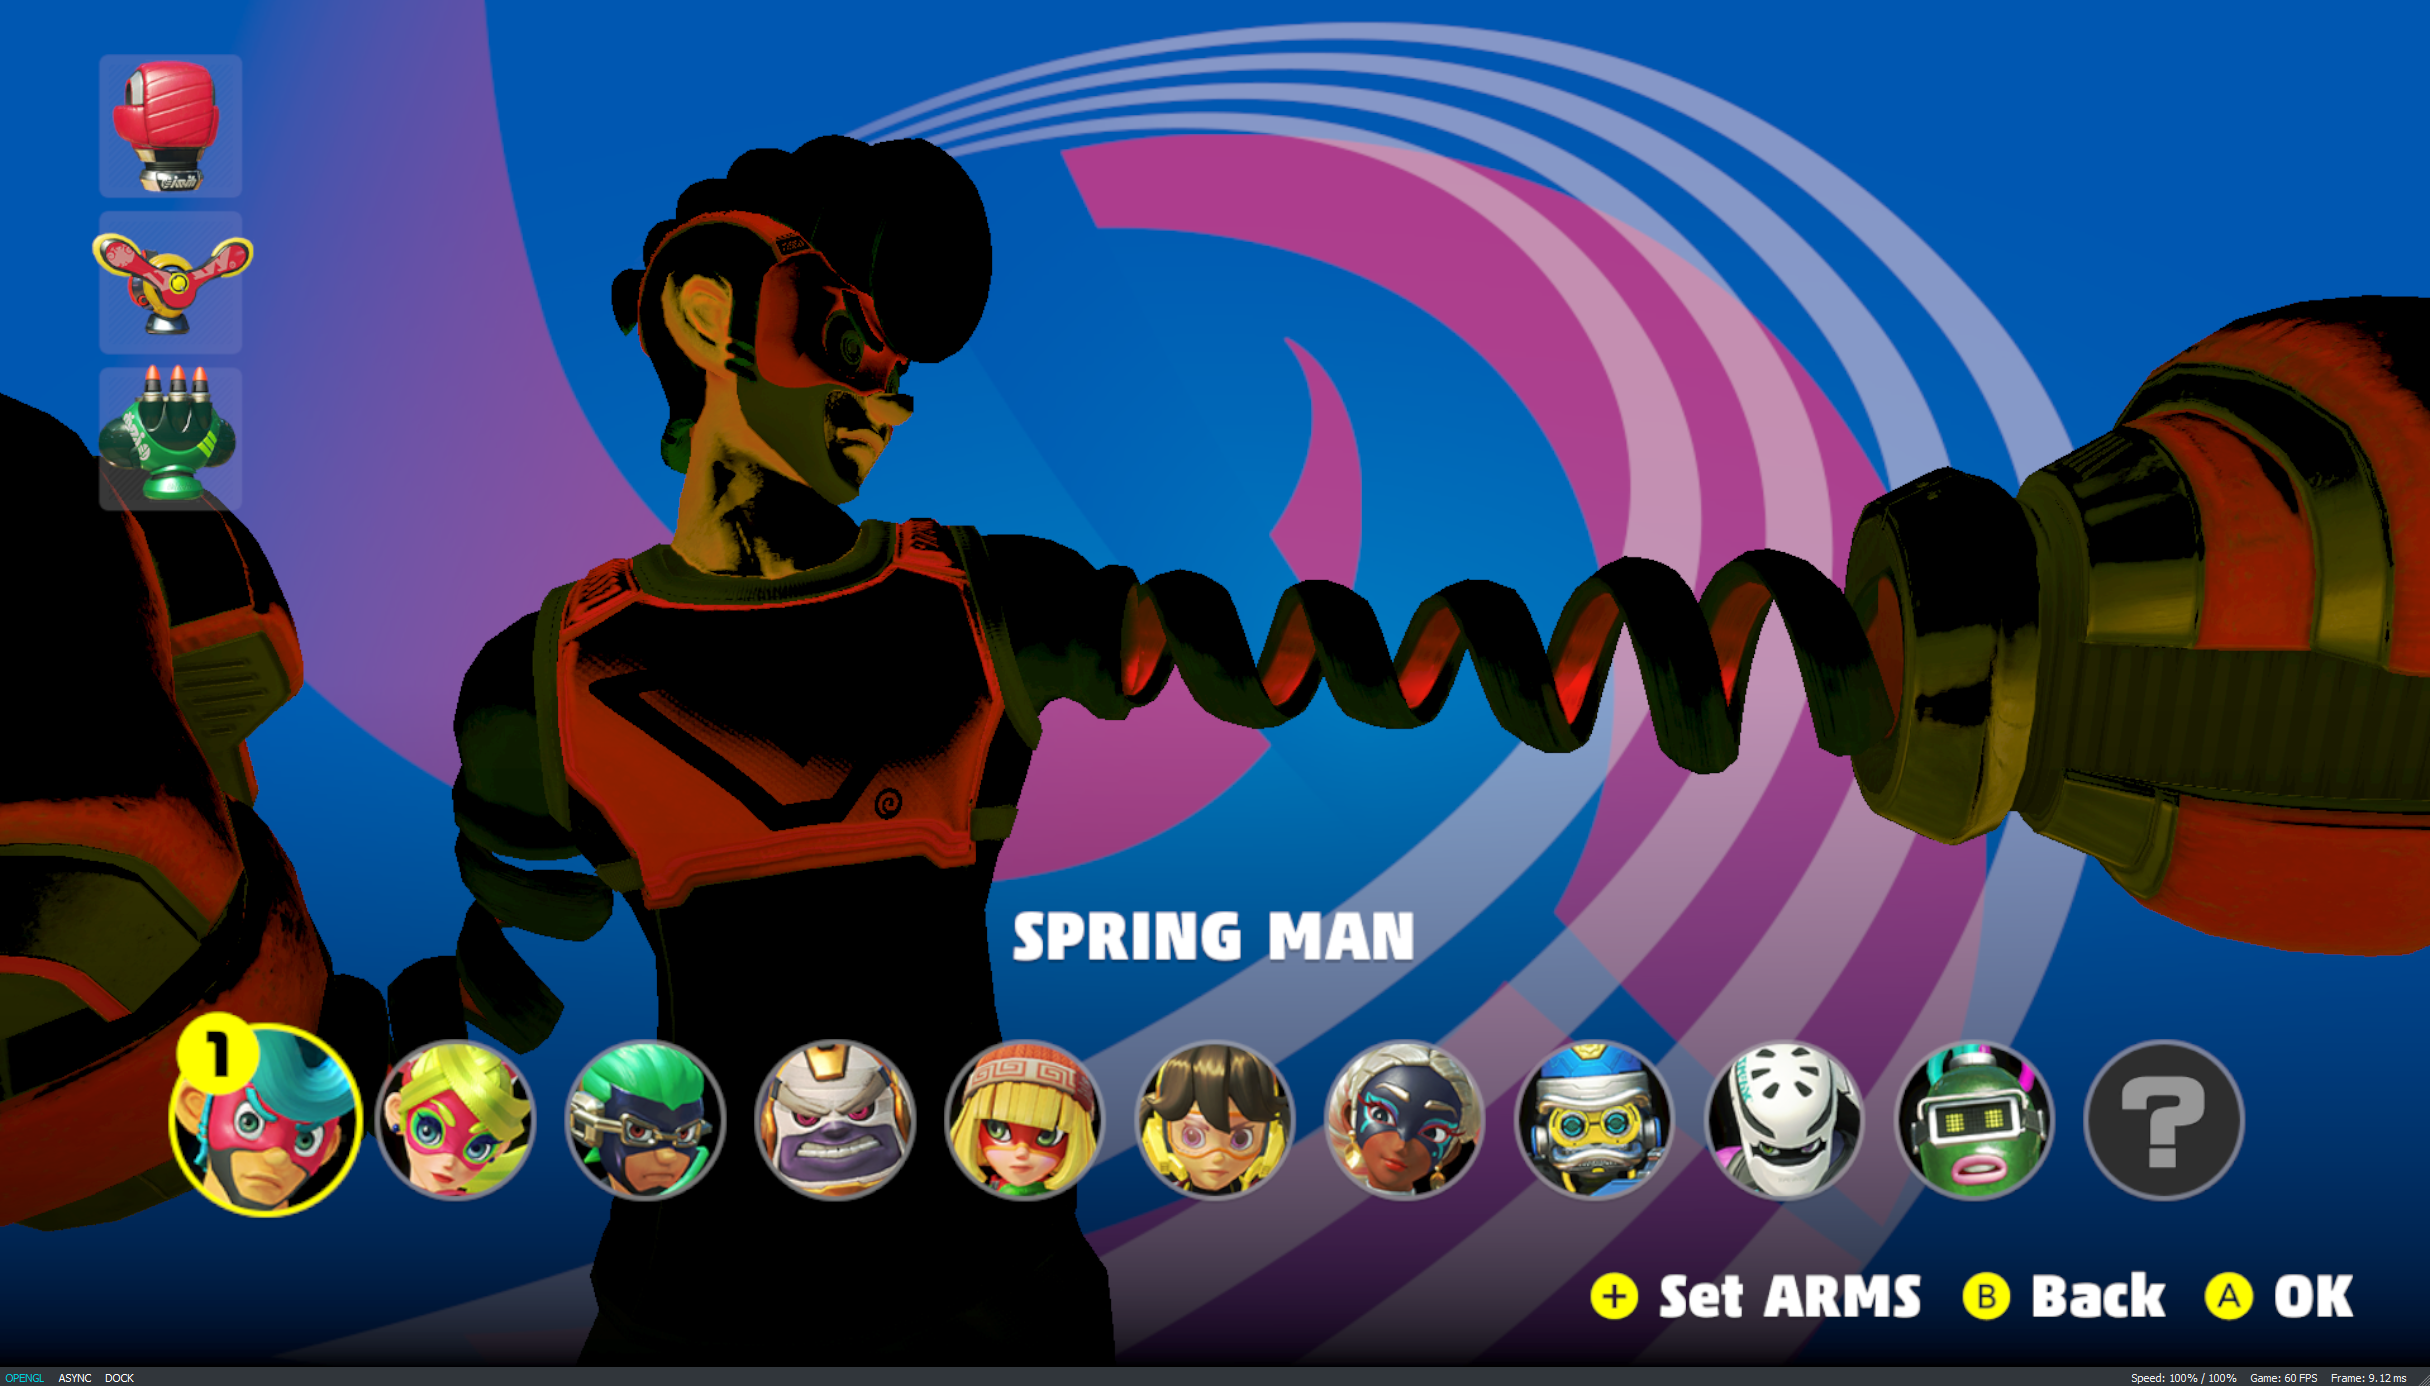 SPRING MAN
1
?
+ Set ARMS B Back A OK
OPENGL ASYNC DOCK Speed: 100% / 100% Game: 60 FPS Frame: 9.12 ms